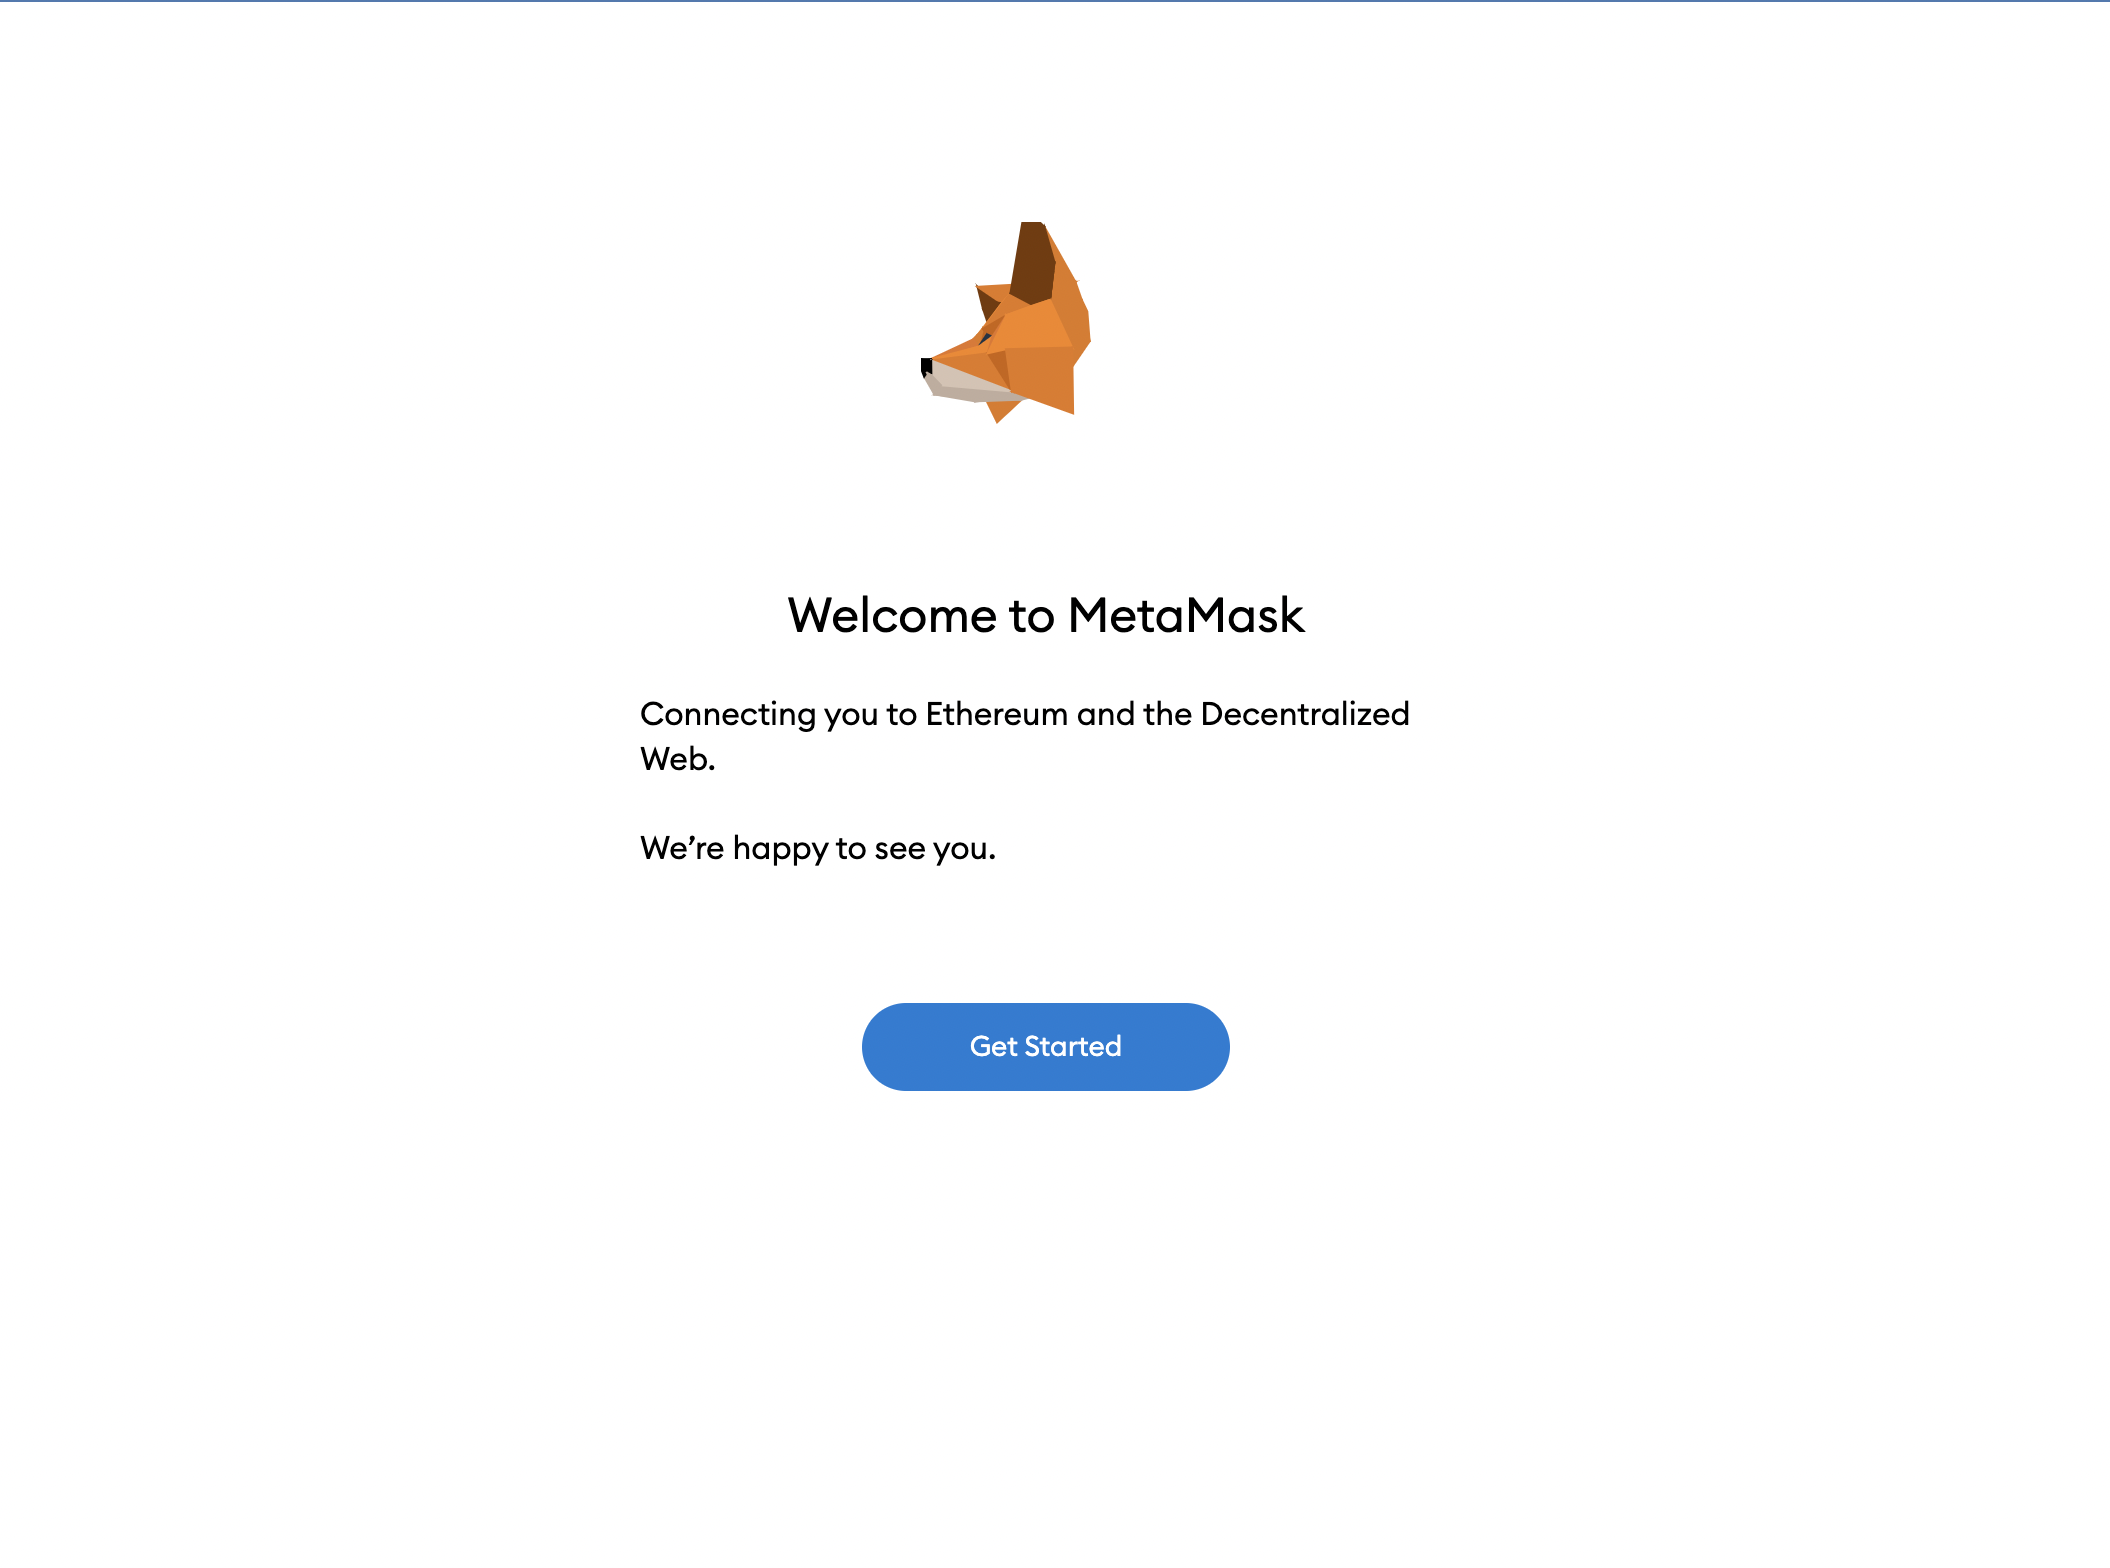 Welcome to MetaMask
Connecting you to Ethereum and the Decentralized
Web.
We’re happy to see you.
Get Started